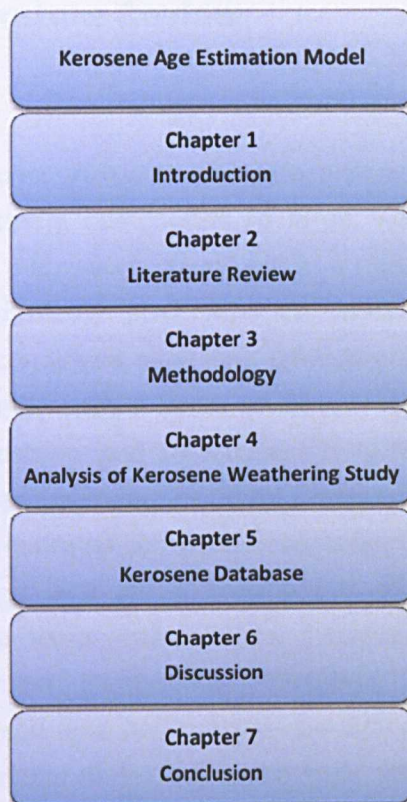 Kerosene Age Estimation Model
Chapter 1
Introduction
Chapter 2
Literature Review
Chapter 3
Methodology
Chapter 4
Analysis of Kerosene Weathering Study
Chapter 5
Kerosene Database
Chapter 6
Discussion
Chapter 7
Conclusion